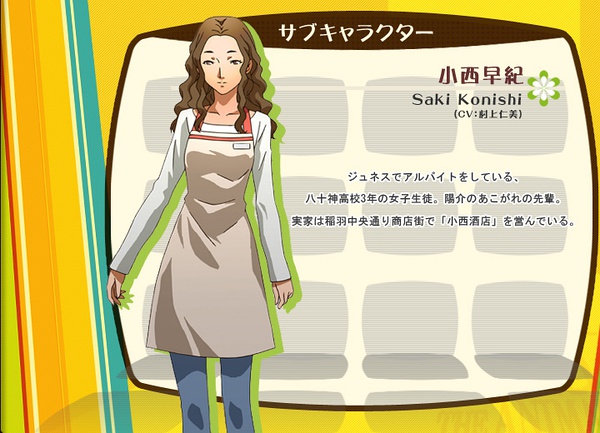 サブキャラクター
小西早紀
Saki Konishi
(CV:村上仁美)
ジュネスでアルバイトをしている、
八十神高校3年の女子生徒。陽介のあこがれの先輩。
実家は稲羽中央通り商店街で「小西酒店」を営んでいる。
THE ANIM